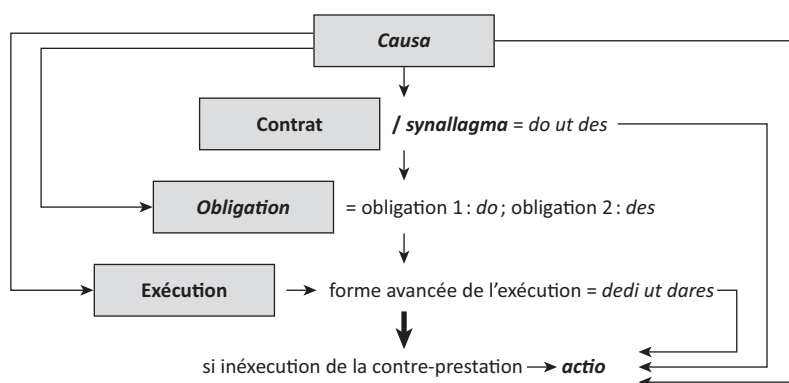 Causa
Contrat / synallagma = do ut des
Obligation = obligation 1 : do ; obligation 2 : des
Exécution forme avancée de l’exécution = dedi ut dares
si inéxecution de la contre-prestation actio